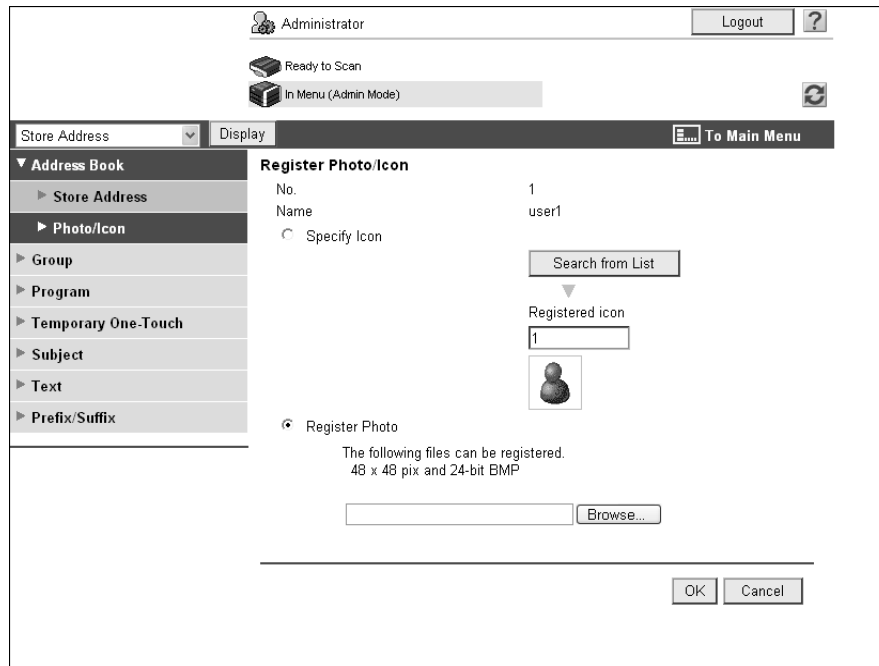 Administrator
Logout
?
Ready to Scan
In Menu (Admin Mode)
Store Address
Display
To Main Menu
Address Book
Store Address
Photo/Icon
Group
Program
Temporary One-Touch
Subject
Text
Prefix/Suffix
Register Photo/Icon
No. 1
Name user1
Specify Icon
Search from List
Registered icon
1
Register Photo
The following files can be registered.
48 x 48 pix and 24-bit BMP
Browse...
OK Cancel